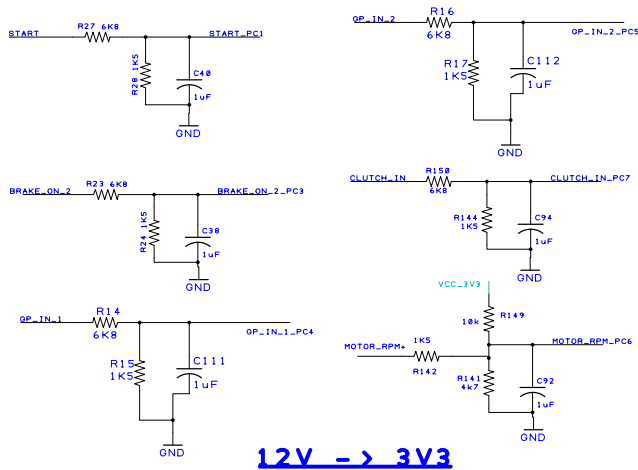 START
R27 6K8
START_PC1
R28 1K5
C40
1uF
GND
GP_IN_2
R16
6K8
GP_IN_2_PC5
R17
1K5
C112
1uF
GND
BRAKE_ON_2
R23 6K8
BRAKE_ON_2_PC3
R24 1K5
C38
1uF
GND
CLUTCH_IN
R150
6K8
CLUTCH_IN_PC7
R144
1K5
C94
1uF
GND
GP_IN_1
R14
6K8
GP_IN_1_PC4
R15
1K5
C111
1uF
GND
VCC_3V3
10k
R149
MOTOR_RPM+
1K5
R142
MOTOR_RPM_PC6
R141
4k7
C92
1uF
GND
12V -> 3V3